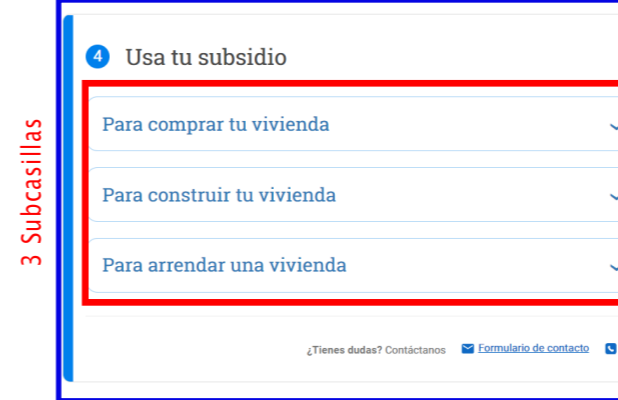 3 Subcasillas
4 Usa tu subsidio
Para comprar tu vivienda
Para construir tu vivienda
Para arrendar una vivienda
¿Tienes dudas? Contáctanos Formulario de contacto